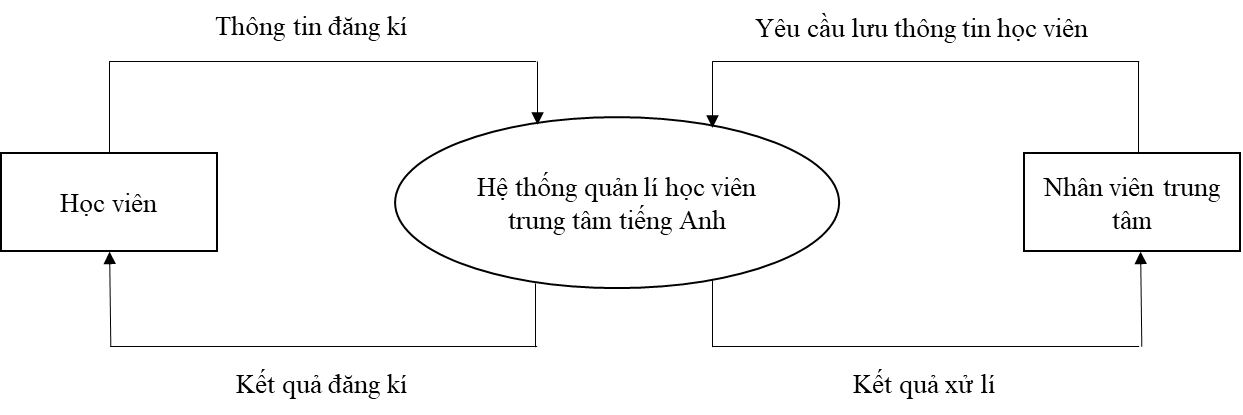 Thông tin đăng kí
Yêu cầu lưu thông tin học viên
Học viên
Hệ thống quản lí học viên
trung tâm tiếng Anh
Nhân viên trung
tâm
Kết quả đăng kí
Kết quả xử lí